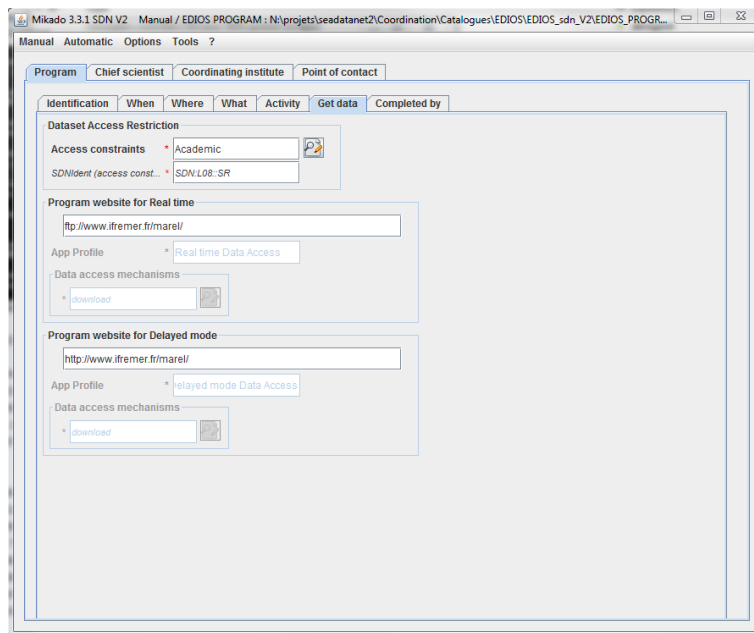 Mikado 3.3.1 SDN V2 Manual / EDIOS PROGRAM : N:\projets\seadatanet2\Coordination\Catalogues\EDIOS\EDIOS_sdn_V2\EDIOS_PROGR...
Manual Automatic Options Tools ?
Program Chief scientist Coordinating institute Point of contact
Identification When Where What Activity Get data Completed by
Dataset Access Restriction
Access constraints * Academic
SDNIdent (access const... * SDN:L08::SR
Program website for Real time
ftp://www.ifremer.fr/marel/
App Profile * Real time Data Access
Data access mechanisms
* download
Program website for Delayed mode
http://www.ifremer.fr/marel/
App Profile * elayed mode Data Access
Data access mechanisms
* download